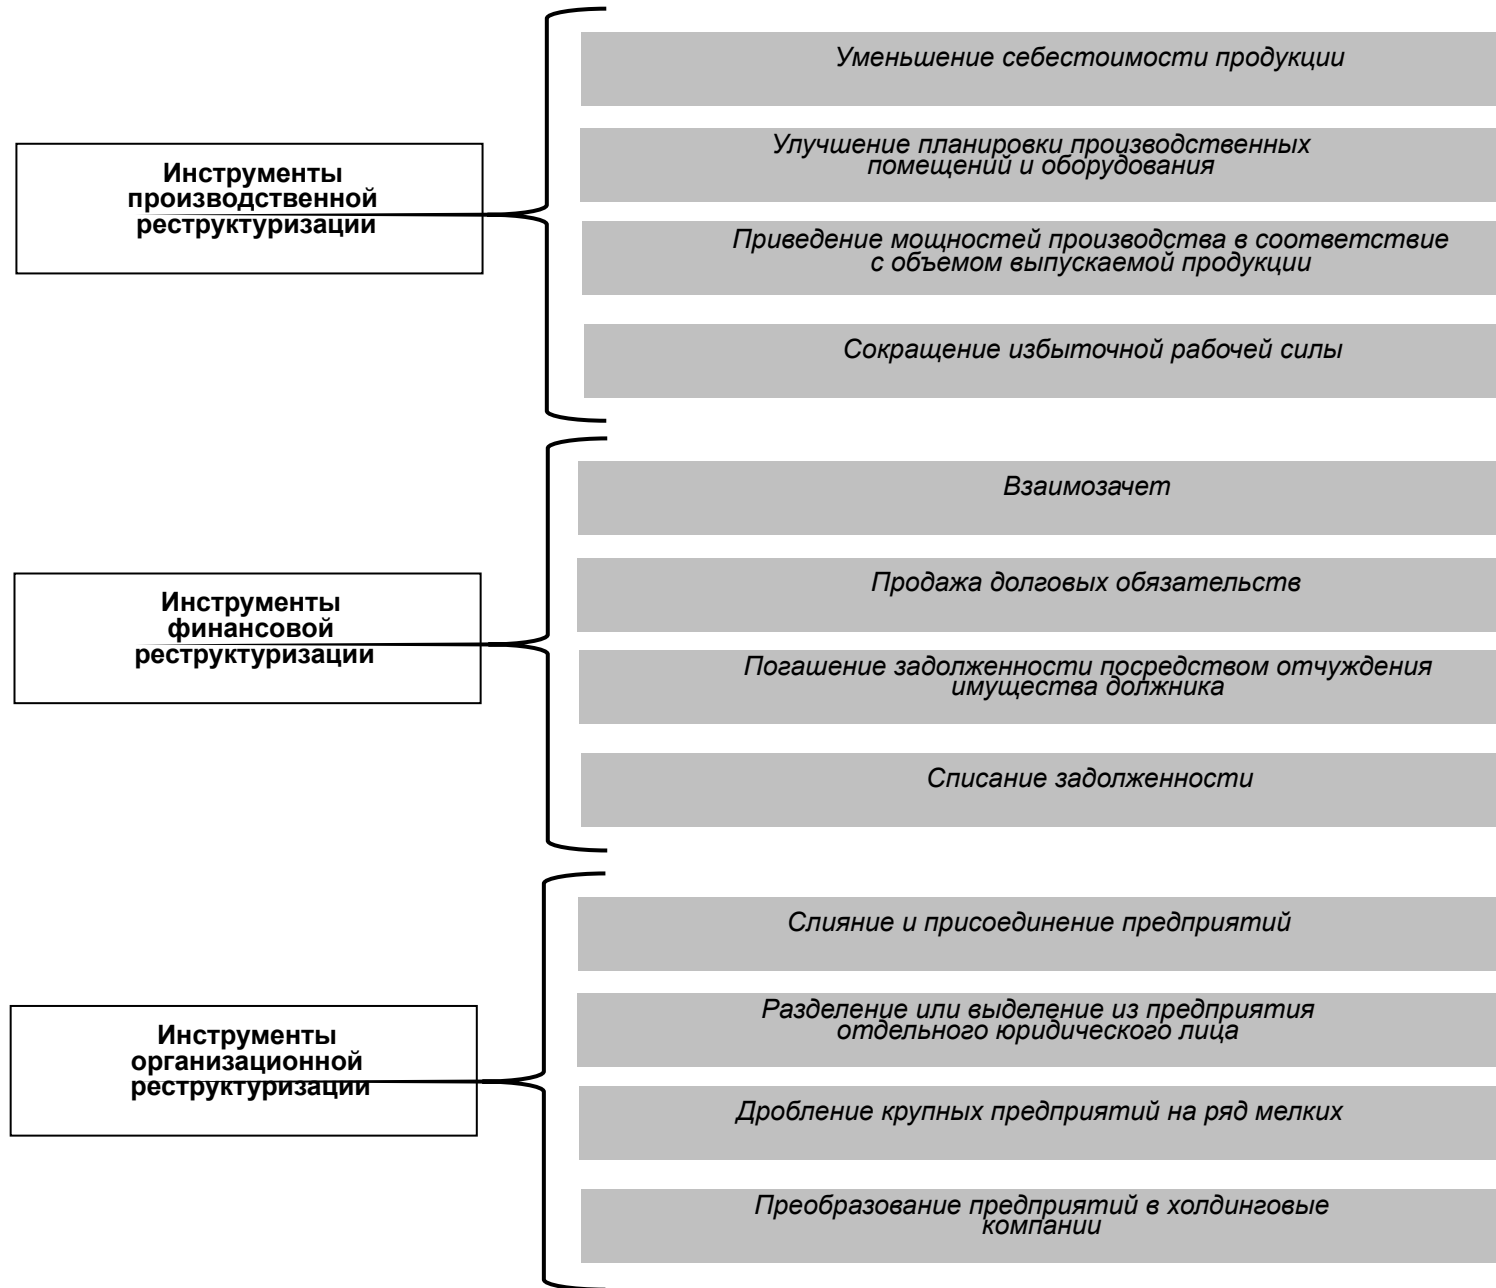 Инструменты
производственной
реструктуризации
Уменьшение себестоимости продукции
Улучшение планировки производственных
помещений и оборудования
Приведение мощностей производства в соответствие
с объемом выпускаемой продукции
Сокращение избыточной рабочей силы
Инструменты
финансовой
реструктуризации
Взаимозачет
Продажа долговых обязательств
Погашение задолженности посредством отчуждения
имущества должника
Списание задолженности
Инструменты
организационной
реструктуризации
Слияние и присоединение предприятий
Разделение или выделение из предприятия
отдельного юридического лица
Дробление крупных предприятий на ряд мелких
Преобразование предприятий в холдинговые
компании